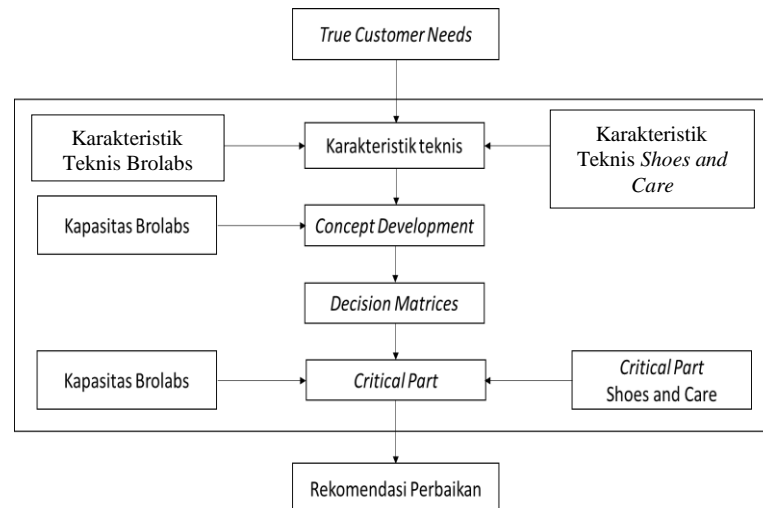 True Customer Needs
Karakteristik
Teknis Brolabs
Karakteristik teknis
Karakteristik
Teknis Shoes and
Care
Kapasitas Brolabs
Concept Development
Decision Matrices
Kapasitas Brolabs
Critical Part
Critical Part
Shoes and Care
Rekomendasi Perbaikan